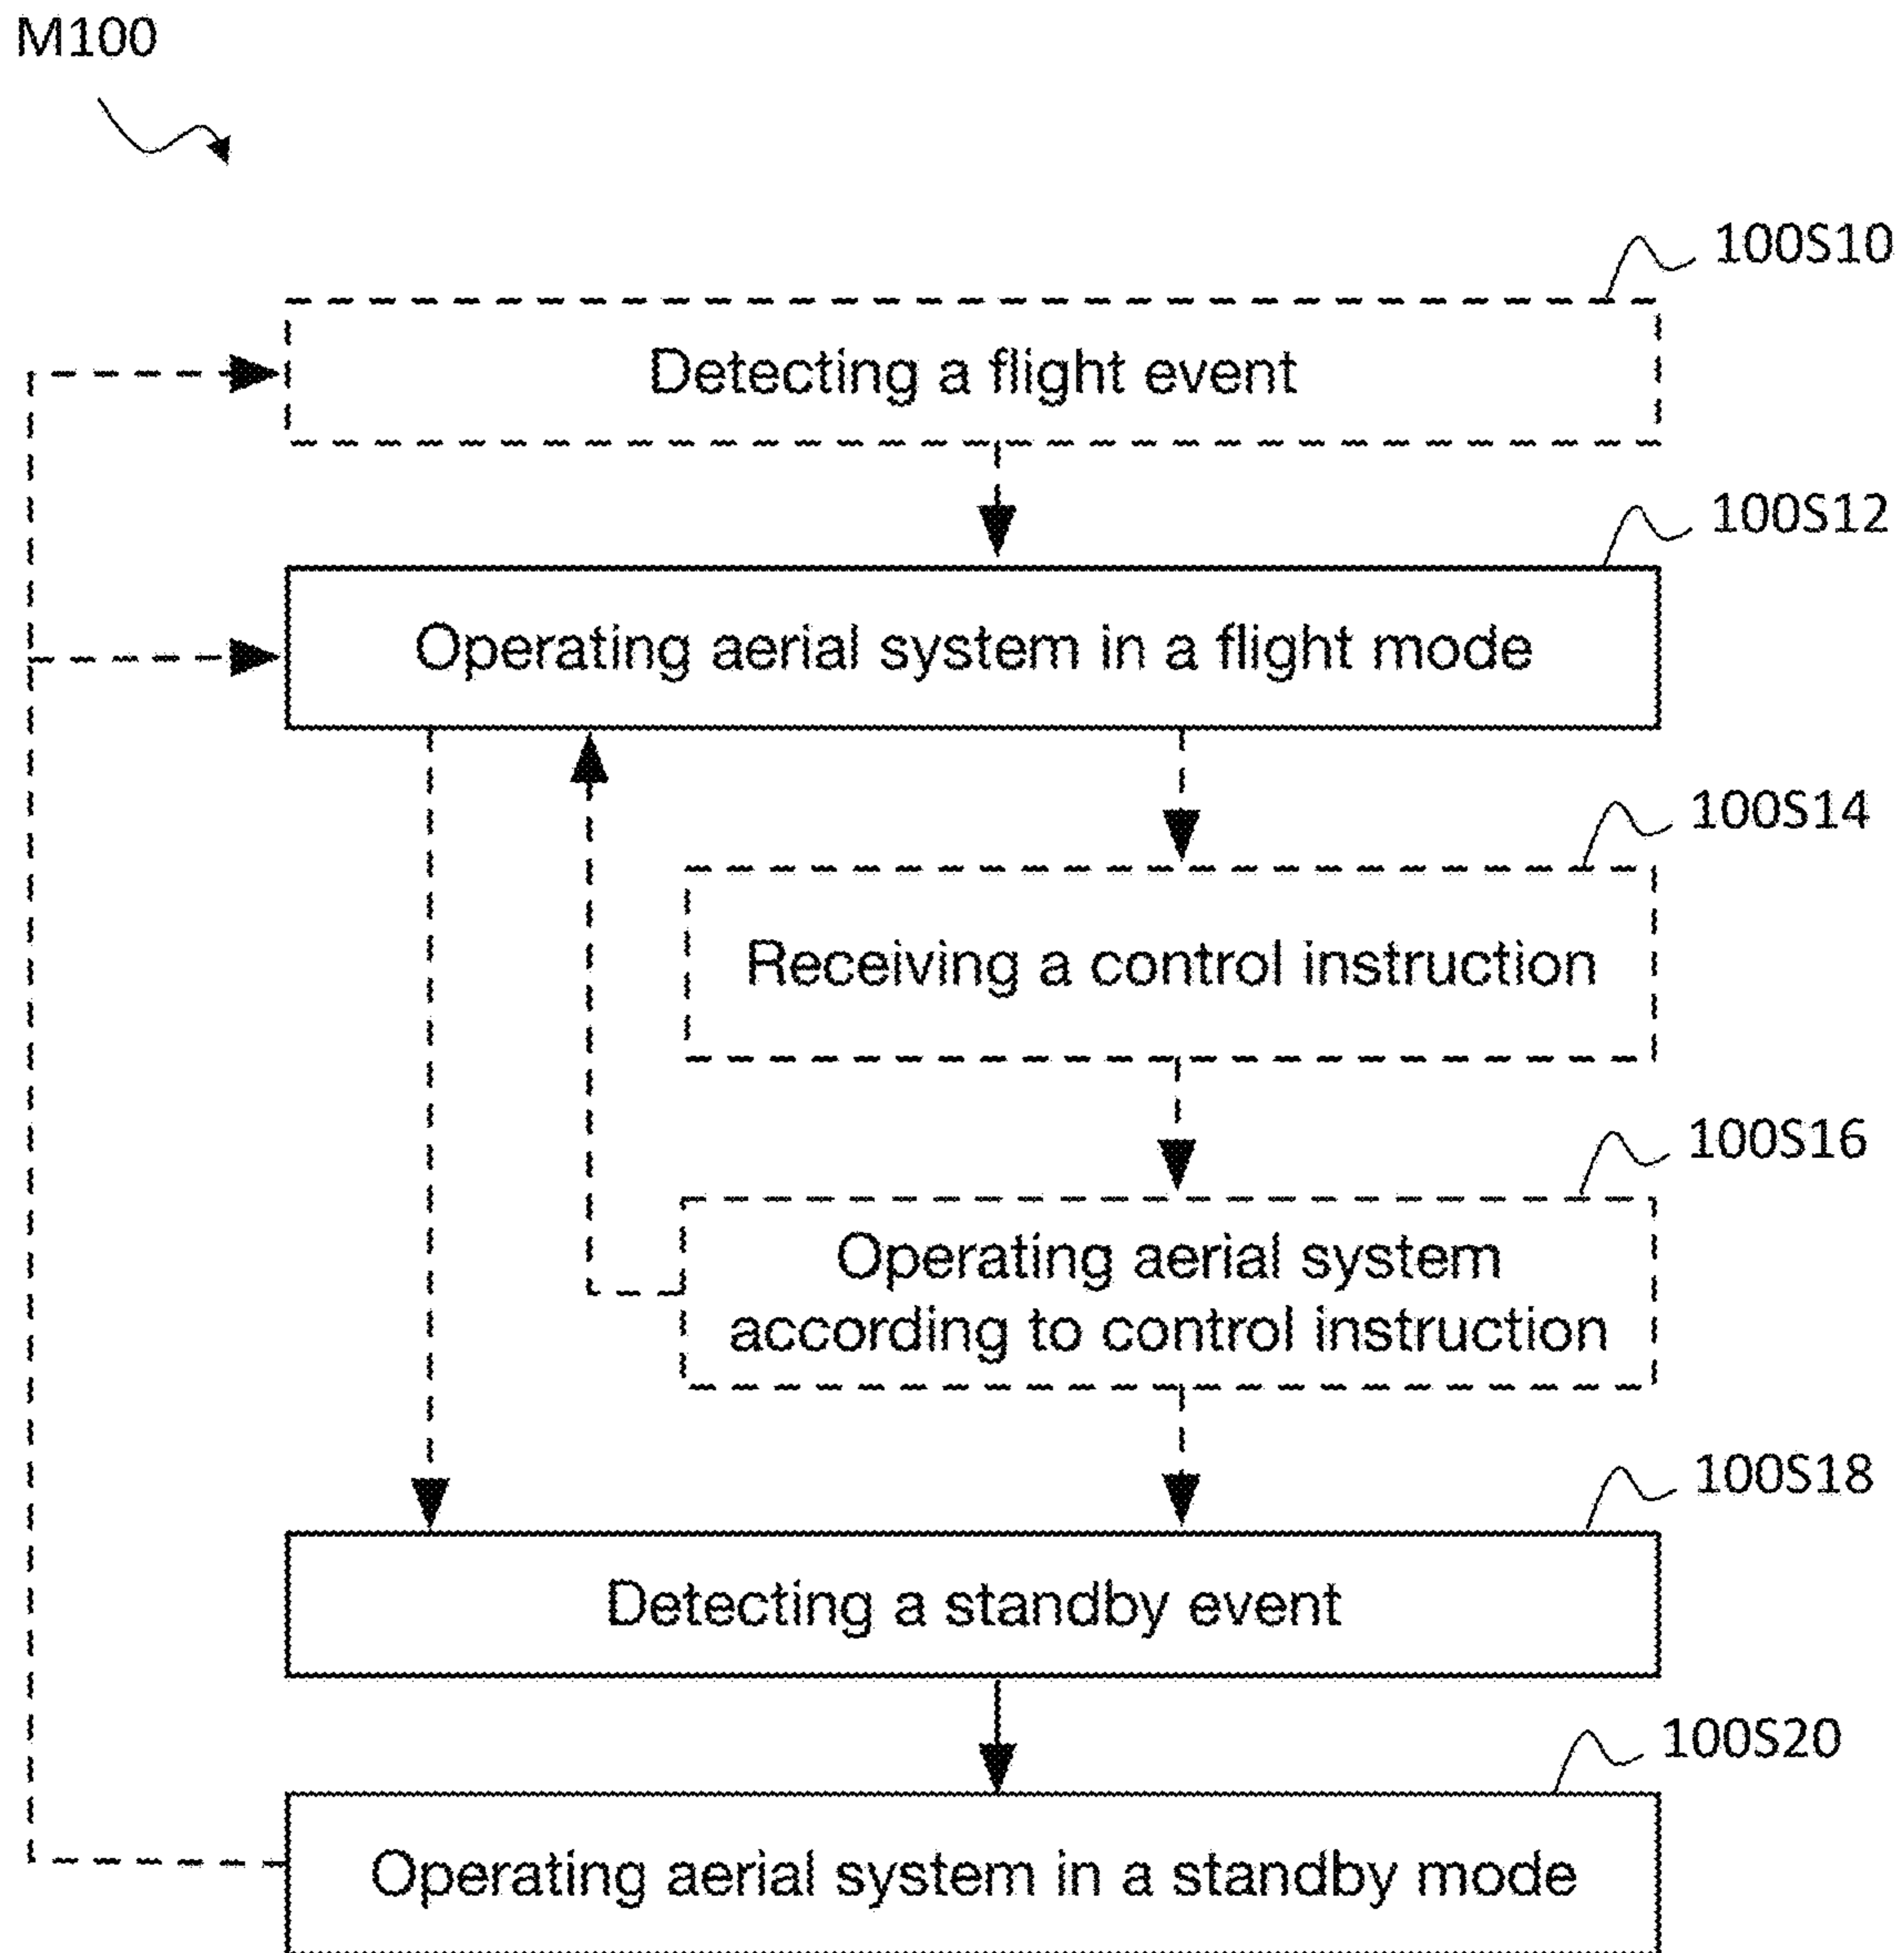 M100
100S10
Detecting a flight event
100S12
Operating aerial system in a flight mode
100S14
Receiving a control instruction
100S16
Operating aerial system
according to control instruction
100S18
Detecting a standby event
100S20
Operating aerial system in a standby mode